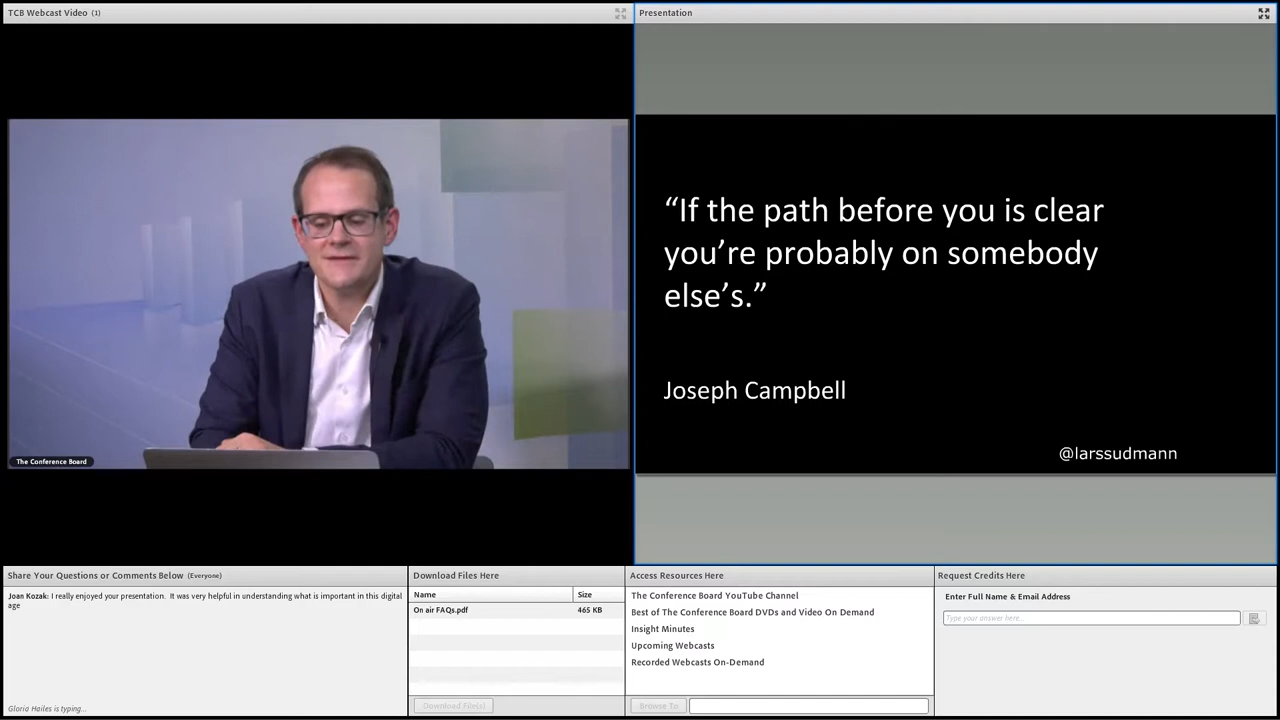 TCB Webcast Video (1)
Presentation
The Conference Board
“If the path before you is clear
you’re probably on somebody
else’s.”
Joseph Campbell
@larssudmann
Share Your Questions or Comments Below (Everyone)
Joan Kozak: I really enjoyed your presentation. It was very helpful in understanding what is important in this digital
age
Gloria Hailes is typing...
Download Files Here
Name Size
On air FAQs.pdf 465 KB
Download File(s)
Access Resources Here
The Conference Board YouTube Channel
Best of The Conference Board DVDs and Video On Demand
Insight Minutes
Upcoming Webcasts
Recorded Webcasts On-Demand
Browse To
Request Credits Here
Enter Full Name & Email Address
Type your answer here...